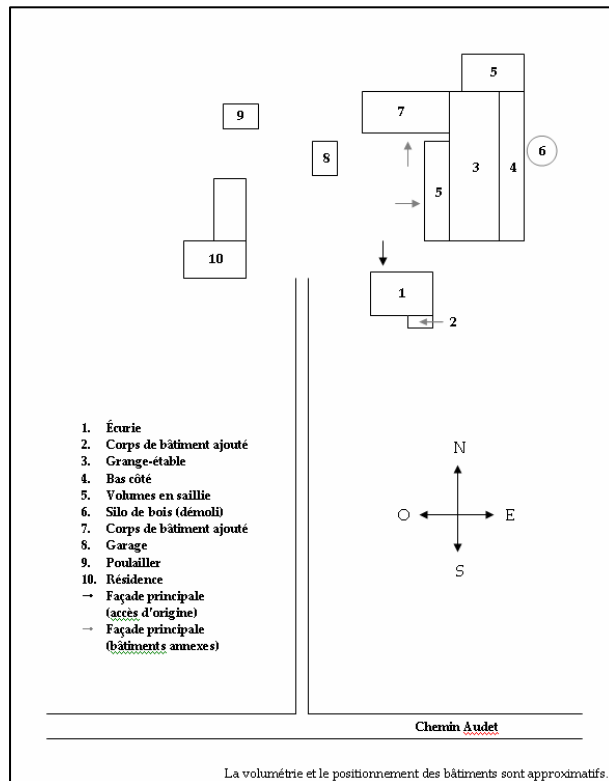 5
9
7
8
3
4
6
5
10
1
2
1. Écurie
2. Corps de bâtiment ajouté
3. Grange-étable
4. Bas côté
5. Volumes en saillie
6. Silo de bois (démoli)
7. Corps de bâtiment ajouté
8. Garage
9. Poulailler
10. Résidence
→ Façade principale
(accès d'origine)
→ Façade principale
(bâtiments annexes)
N
O
E
S
Chemin Audet
La volumétrie et le positionnement des bâtiments sont approximatifs.